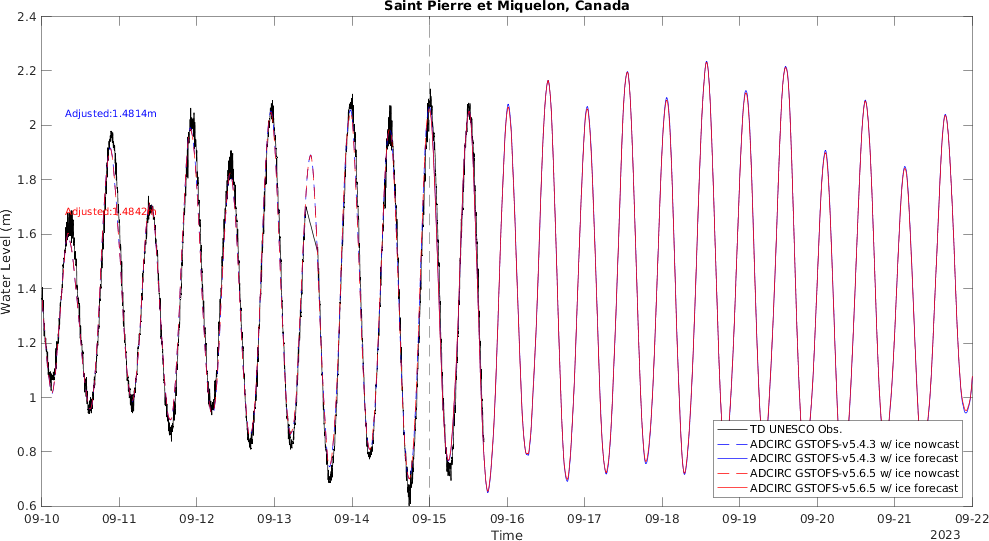 Saint Pierre et Miquelon, Canada
2.4
2.2
2
1.8
1.6
1.4
1.2
1
0.8
0.6
Water Level (m)
Adjusted:1.4814m
Adjusted:1.4842m
TD UNESCO Obs.
ADCIRC GSTOFS-v5.4.3 w/ ice nowcast
ADCIRC GSTOFS-v5.4.3 w/ ice forecast
ADCIRC GSTOFS-v5.6.5 w/ ice nowcast
ADCIRC GSTOFS-v5.6.5 w/ ice forecast
09-10 09-11 09-12 09-13 09-14 09-15 09-16 09-17 09-18 09-19 09-20 09-21 09-22
Time
2023